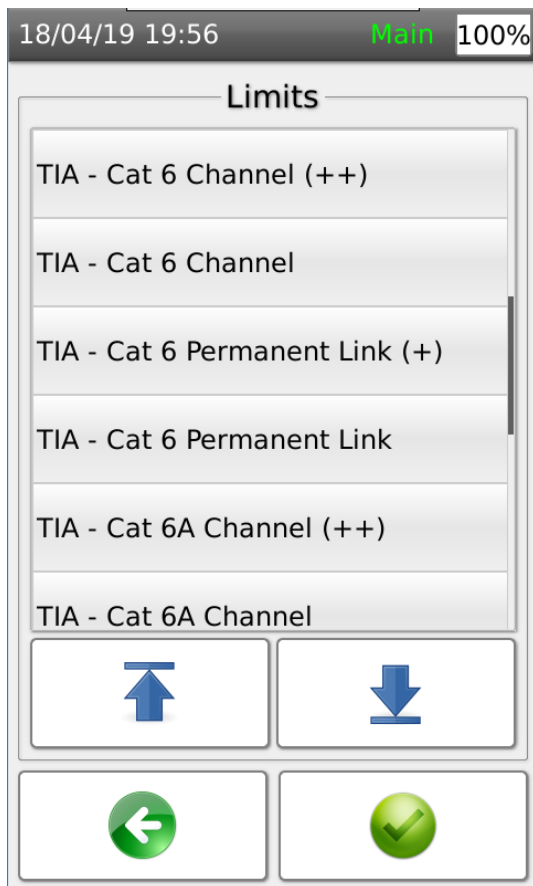 18/04/19 19:56 Main 100%
Limits
TIA - Cat 6 Channel (++)
TIA - Cat 6 Channel
TIA - Cat 6 Permanent Link (+)
TIA - Cat 6 Permanent Link
TIA - Cat 6A Channel (++)
TIA - Cat 6A Channel